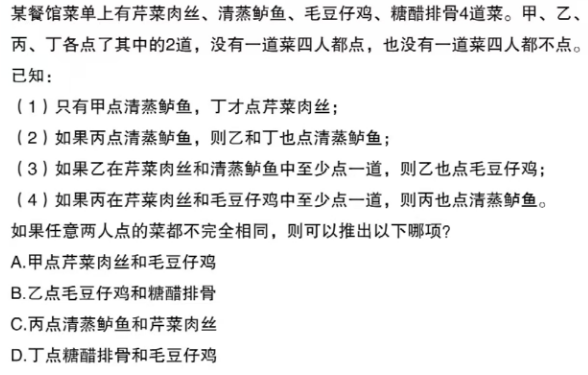 某餐馆菜单上有芹菜肉丝、清蒸鲈鱼、毛豆仔鸡、糖醋排骨4道菜。甲、乙、
丙、丁各点了其中的2道，没有一道菜四人都点，也没有一道菜四人都不点。
已知：
（1）只有甲点清蒸鲈鱼，丁才点芹菜肉丝；
（2）如果丙点清蒸鲈鱼，则乙和丁也点清蒸鲈鱼；
（3）如果乙在芹菜肉丝和清蒸鲈鱼中至少点一道，则乙也点毛豆仔鸡；
（4）如果丙在芹菜肉丝和毛豆仔鸡中至少点一道，则丙也点清蒸鲈鱼。
如果任意两人点的菜都不完全相同，则可以推出以下哪项？
A.甲点芹菜肉丝和毛豆仔鸡
B.乙点毛豆仔鸡和糖醋排骨
C.丙点清蒸鲈鱼和芹菜肉丝
D.丁点糖醋排骨和毛豆仔鸡